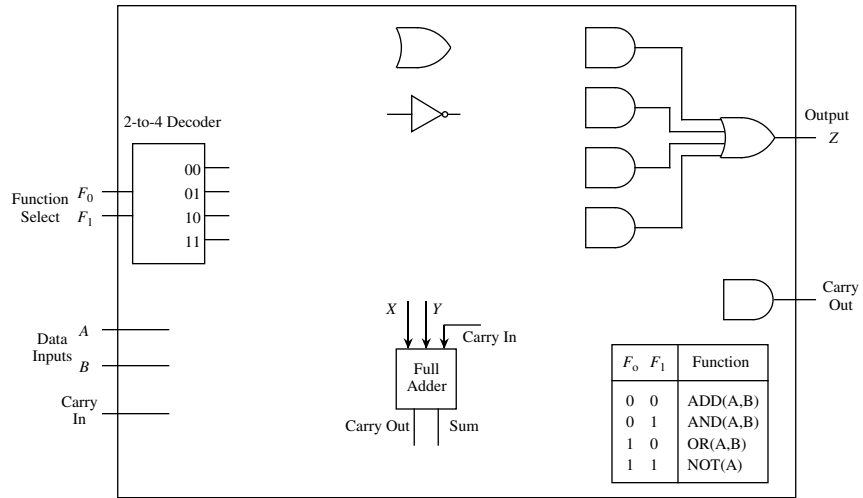 Output
Z
2-to-4 Decoder
00
01
10
11
Function
Select
F0
F1
Data
Inputs
A
B
Carry
In
X
Y
Carry In
Full
Adder
Carry Out
Sum
Carry
Out
Fo F1 Function
0 0 ADD(A,B)
0 1 AND(A,B)
1 0 OR(A,B)
1 1 NOT(A)